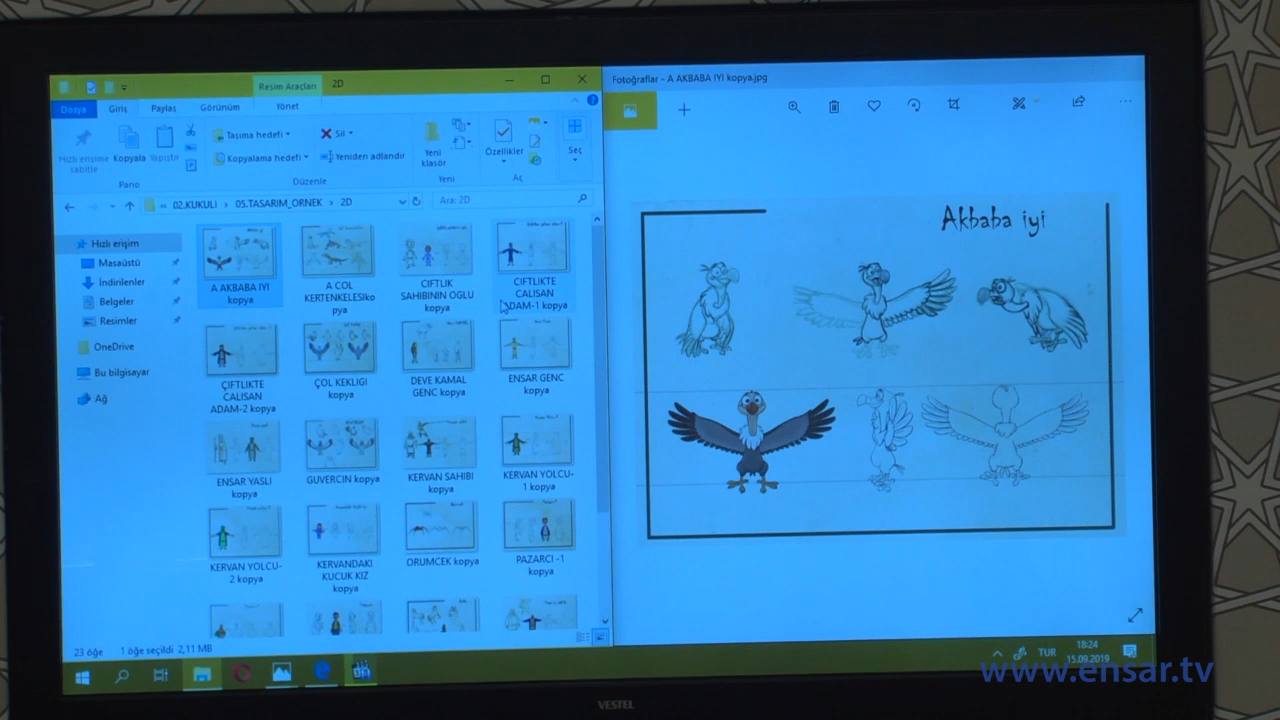 Resim Araçları
2D
Dosya
Giriş
Paylaş
Görünüm
Yönet
Hızlı erişime
sabitle
Kopyala
Yapıştır
Taşıma hedefi
Kopyalama hedefi
Sil
Yeniden adlandır
Yeni
klasör
Özellikler
Seç
Pano
Düzenle
Yeni
Aç
« 02.KUKULI › 05.TASARIM_ORNEK › 2D
Ara: 2D
Hızlı erişim
Masaüstü
İndirilenler
Belgeler
Resimler
OneDrive
Bu bilgisayar
Ağ
A AKBABA IYI
kopya
A COL
KERTENKELESIko
pya
CIFTLIK
SAHIBININ OGLU
kopya
CIFTLIKTE
CALISAN
ADAM-1 kopya
ÇIFTLIKTE
CALISAN
ADAM-2 kopya
ÇOL KEKLIGI
kopya
DEVE KAMAL
GENC kopya
ENSAR GENC
kopya
ENSAR YASLI
kopya
GUVERCIN kopya
KERVAN SAHIBI
kopya
KERVAN YOLCU-
1 kopya
KERVAN YOLCU-
2 kopya
KERVANDAKI
KUCUK KIZ
kopya
ORUMCEK kopya
PAZARCI -1
kopya
23 öğe
1 öğe seçildi 2,11 MB
Fotoğraflar - A AKBABA IYI kopya.jpg
Akbaba iyi
TUR
18:24
15.09.2019
www.ensar.tv
VESTEL